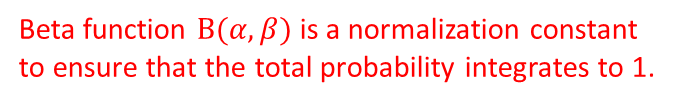 Beta function Β(α, β) is a normalization constant
to ensure that the total probability integrates to 1.